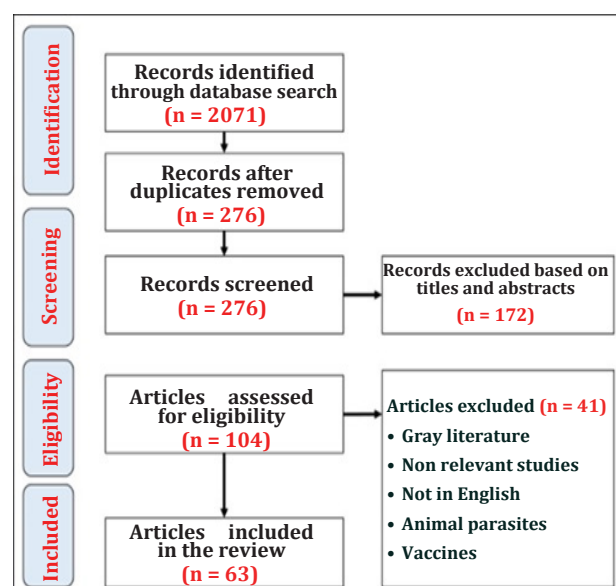 Identification
Records identified
through database search
(n = 2071)
Records after
duplicates removed
(n = 276)
Screening
Records screened
(n = 276)
Records excluded based on
titles and abstracts
(n = 172)
Eligibility
Articles assessed
for eligibility
(n = 104)
Articles excluded (n = 41)
• Gray literature
• Non relevant studies
• Not in English
• Animal parasites
• Vaccines
Included
Articles included
in the review
(n = 63)